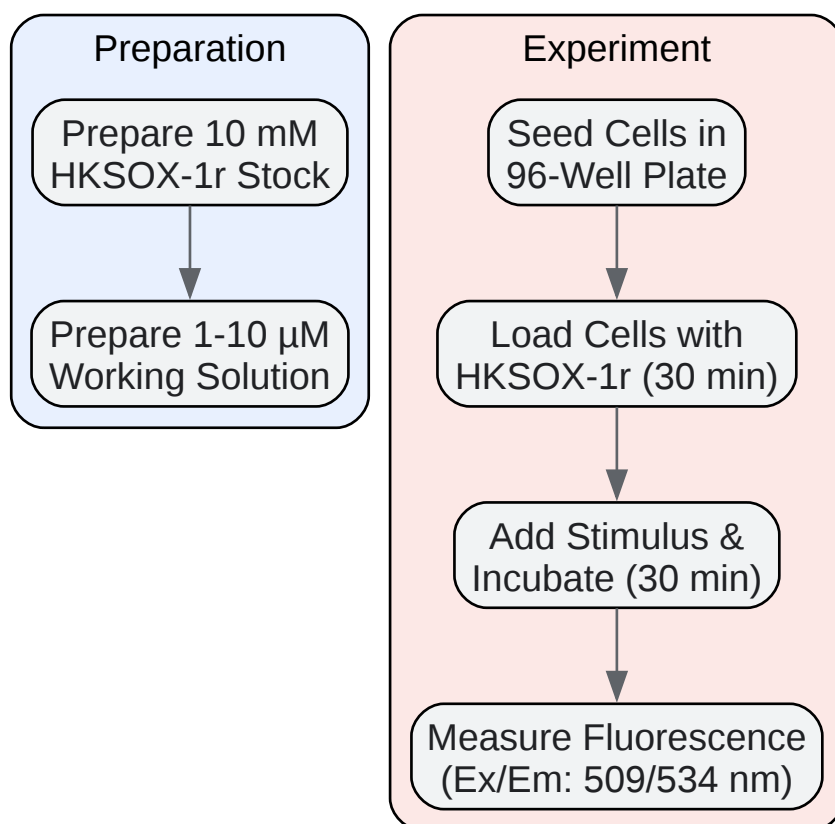 Preparation
Prepare 10 mM
HKSOX-1r Stock
Prepare 1-10 µM
Working Solution
Experiment
Seed Cells in
96-Well Plate
Load Cells with
HKSOX-1r (30 min)
Add Stimulus &
Incubate (30 min)
Measure Fluorescence
(Ex/Em: 509/534 nm)